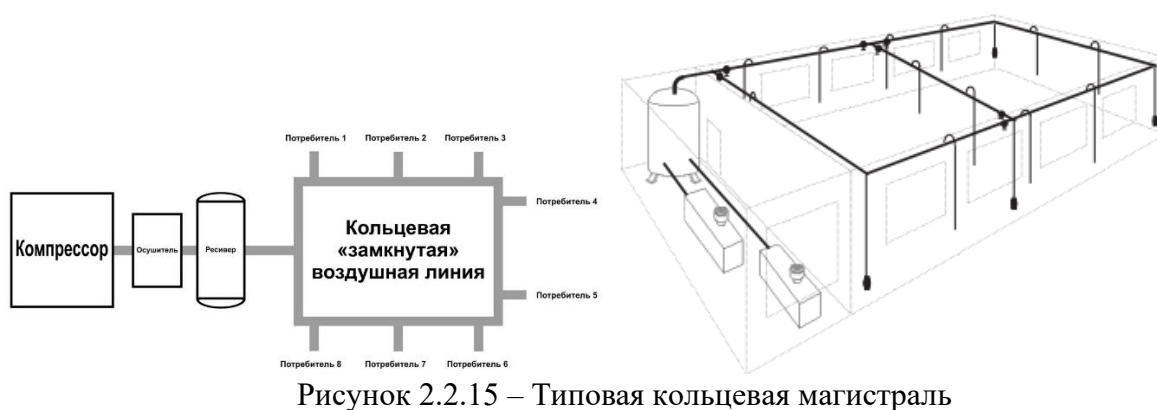 Потребитель 1
Потребитель 2
Потребитель 3
Потребитель 4
Компрессор
Осушитель
Ресивер
Кольцевая
«замкнутая»
воздушная линия
Потребитель 5
Потребитель 8
Потребитель 7
Потребитель 6
Рисунок 2.2.15 – Типовая кольцевая магистраль